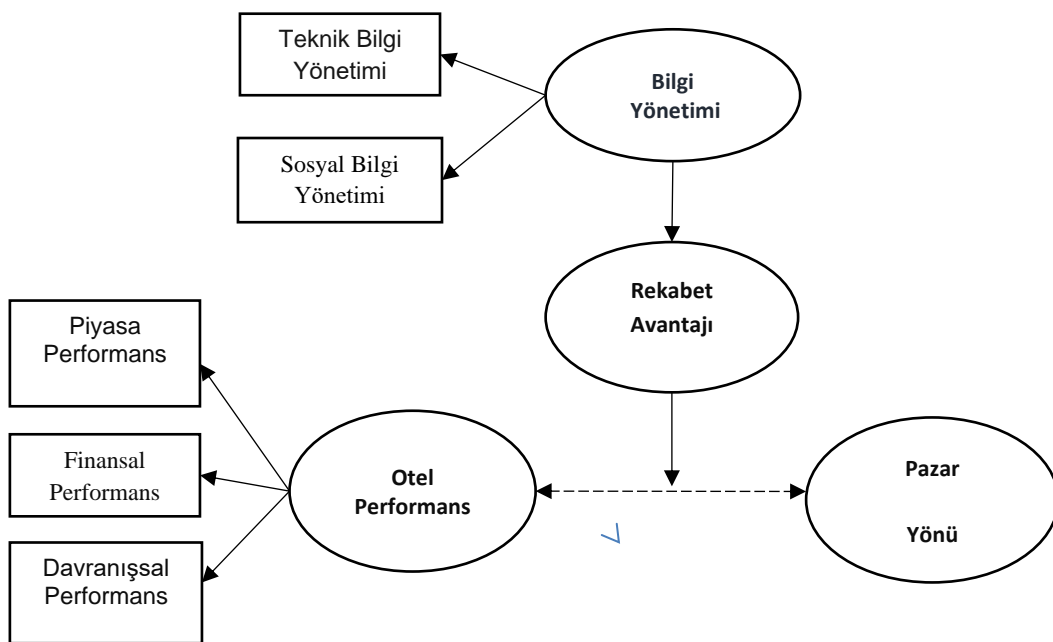 Teknik Bilgi
Yönetimi
Bilgi
Yönetimi
Sosyal Bilgi
Yönetimi
Rekabet
Avantajı
Piyasa
Performans
Finansal
Performans
Otel
Performans
Pazar
Yönü
Davranışsal
Performans